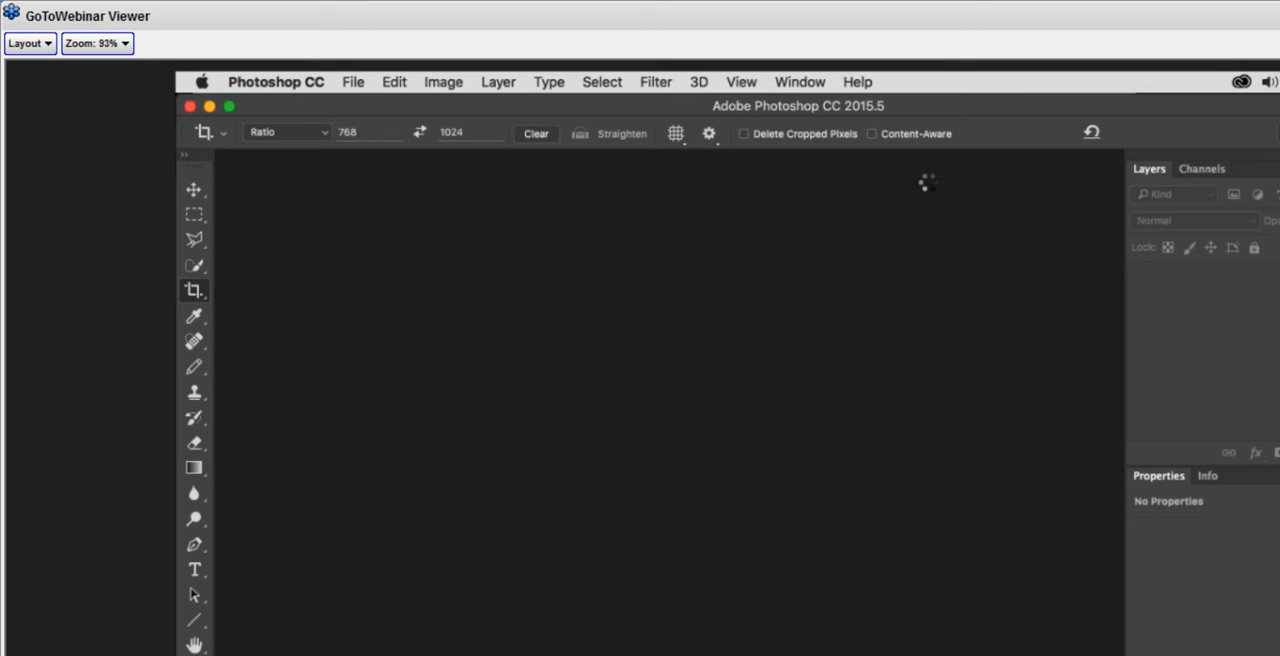 GoToWebinar Viewer
Layout Zoom: 93%
Photoshop CC File Edit Image Layer Type Select Filter 3D View Window Help
Adobe Photoshop CC 2015.5
Ratio 768 1024 Clear Straighten Delete Cropped Pixels Content-Aware
Layers Channels
Kind
Normal
Lock:
fx
Properties Info
No Properties
T